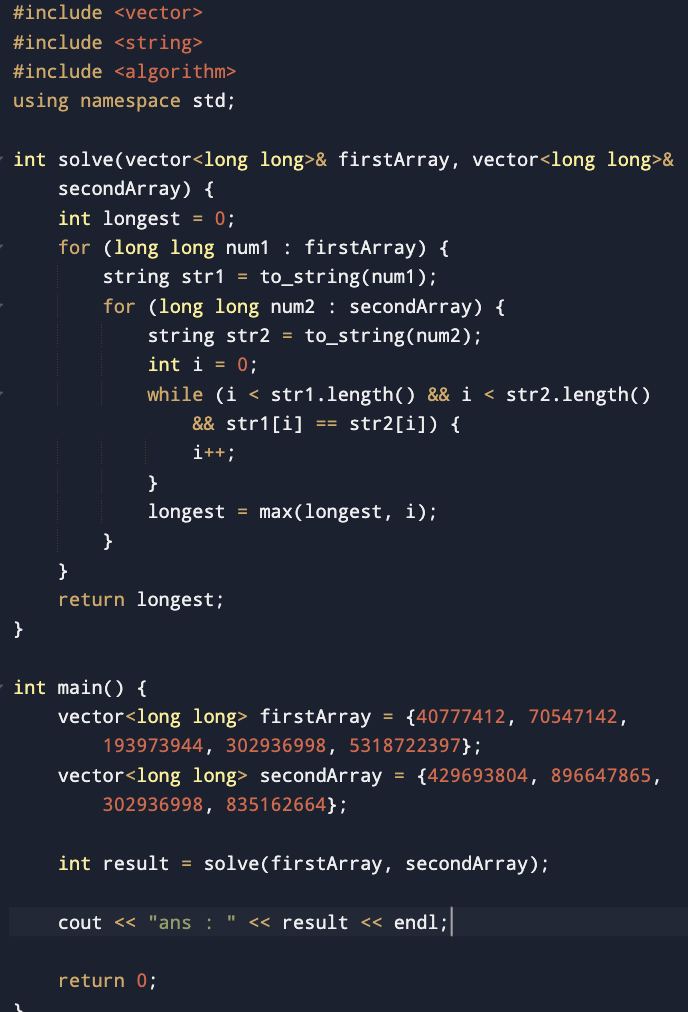 #include <vector>
#include <string>
#include <algorithm>
using namespace std;
int solve(vector<long long>& firstArray, vector<long long>&
secondArray) {
int longest = 0;
for (long long num1 : firstArray) {
string str1 = to_string(num1);
for (long long num2 : secondArray) {
string str2 = to_string(num2);
int i = 0;
while (i < str1.length() && i < str2.length()
&& str1[i] == str2[i]) {
i++;
}
longest = max(longest, i);
}
}
return longest;
}
int main() {
vector<long long> firstArray = {40777412, 70547142,
193973944, 302936998, 5318722397};
vector<long long> secondArray = {429693804, 896647865,
302936998, 835162664};
int result = solve(firstArray, secondArray);
cout << "ans : " << result << endl;
return 0;
}